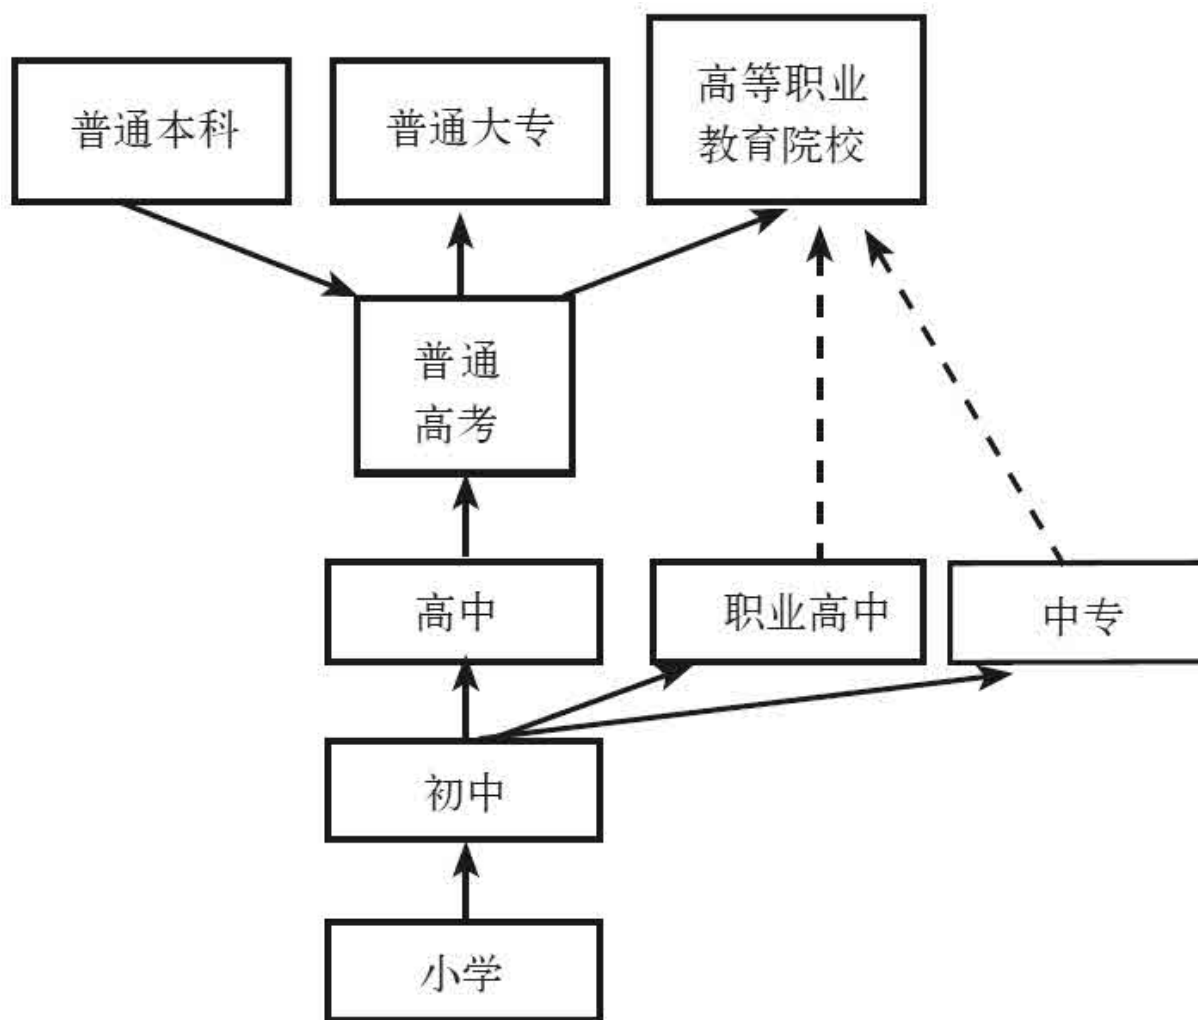 普通本科
普通大专
高等职业
教育院校
普通
高考
高中
职业高中
中专
初中
小学